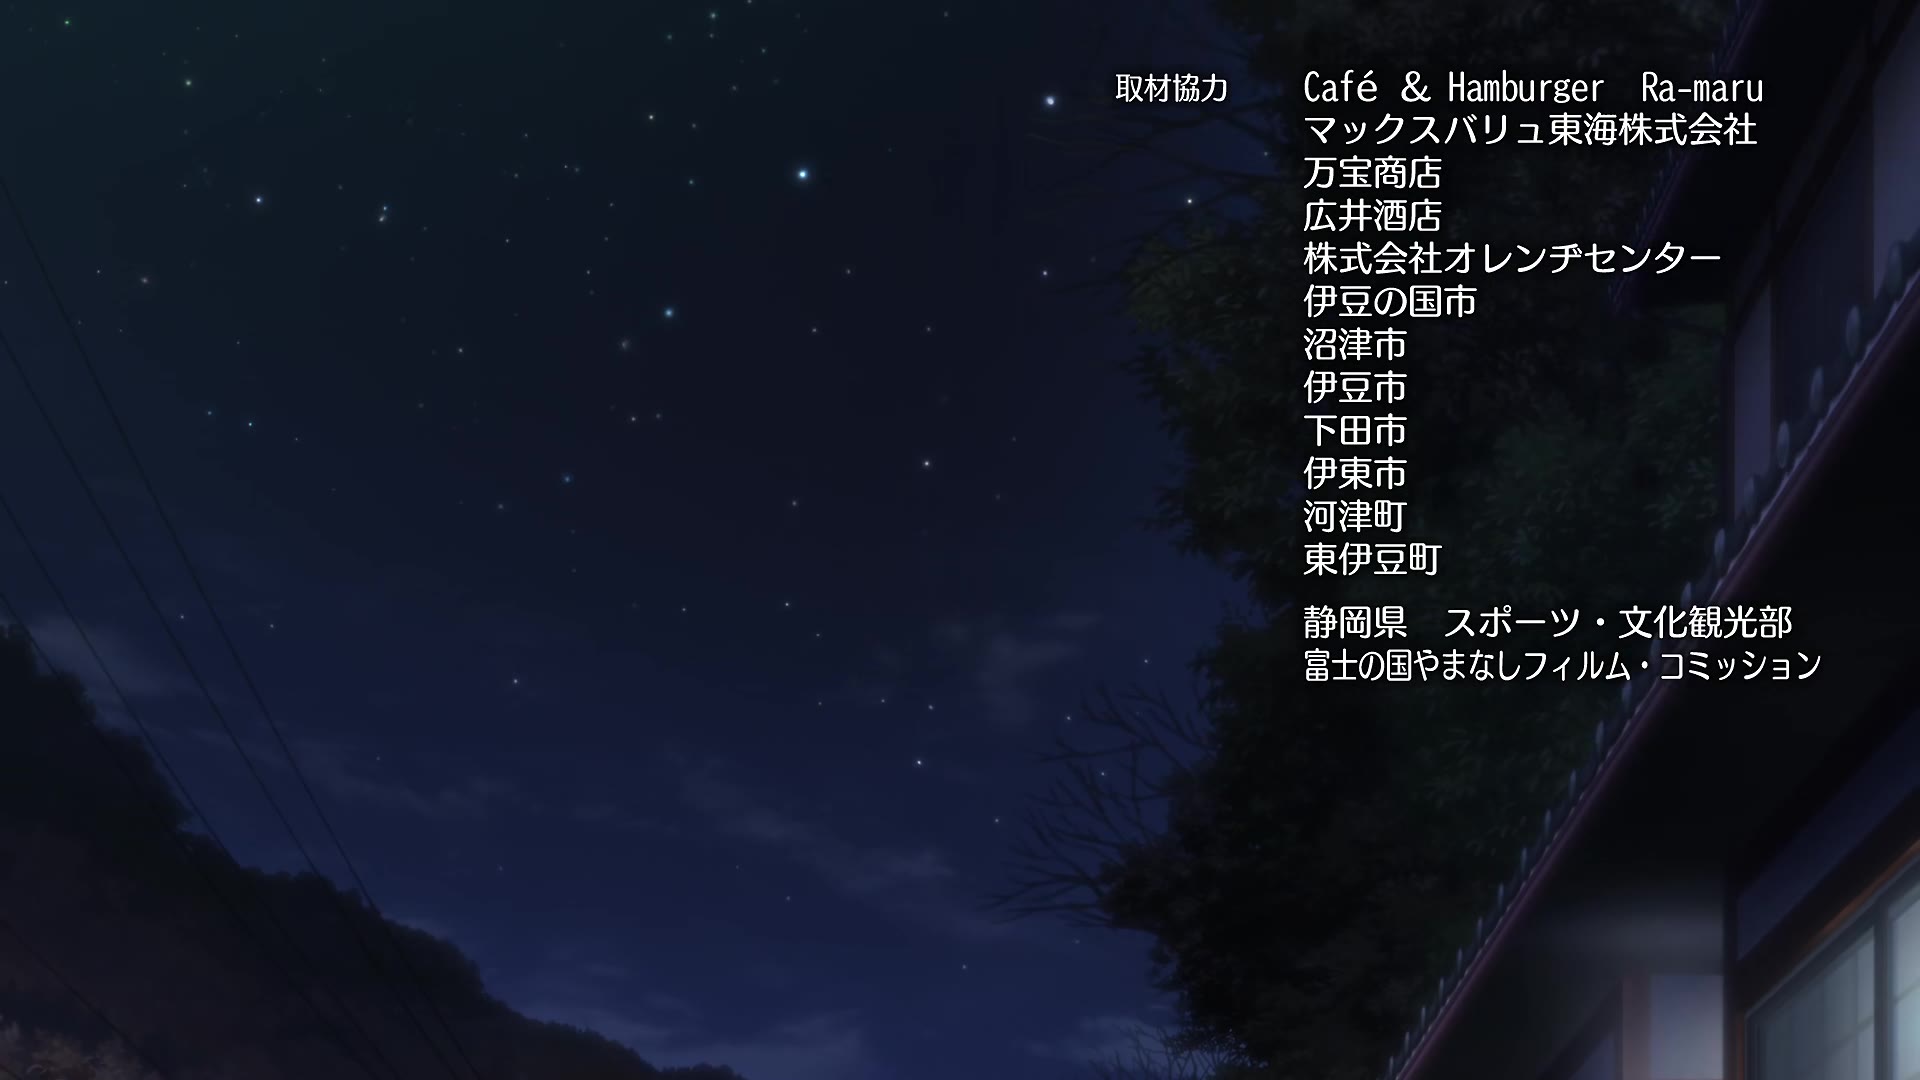 取材協力　Café ＆ Hamburger　Ra-maru
マックスバリュ東海株式会社
万宝商店
広井酒店
株式会社オレンヂセンター
伊豆の国市
沼津市
伊豆市
下田市
伊東市
河津町
東伊豆町
静岡県　スポーツ・文化観光部
富士の国やまなしフィルム・コミッション